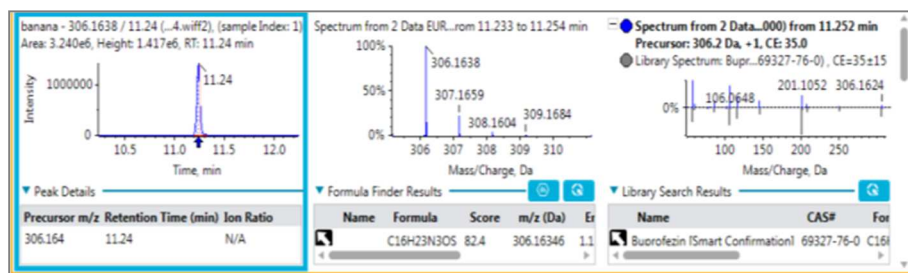 banana - 306.1638 / 11.24 (...4.wiff2), (sample Index: 1)
Area: 3.240e6, Height: 1.417e6, RT: 11.24 min
Intensity
1000000
0
11.24
10.5 11.0 11.5 12.0
Time, min
Peak Details
Precursor m/z Retention Time (min) Ion Ratio
306.164 11.24 N/A
Spectrum from 2 Data EUR...rom 11.233 to 11.254 min
100%
50%
0%
306.1638
307.1659
308.1604
309.1684
306 307 308 309 310
Mass/Charge, Da
Formula Finder Results
Name Formula Score m/z (Da)
C16H23N3OS 82.4 306.16346 1.1
Spectrum from 2 Data...000) from 11.252 min
Precursor: 306.2 Da, +1, CE: 35.0
Library Spectrum: Bupr...69327-76-0) , CE=35±15
0%
106.0648
201.1052
306.1624
100 150 200 250
Mass/Charge, Da
Library Search Results
Name CAS# For
Buprofezin [Smart Confirmation] 69327-76-0